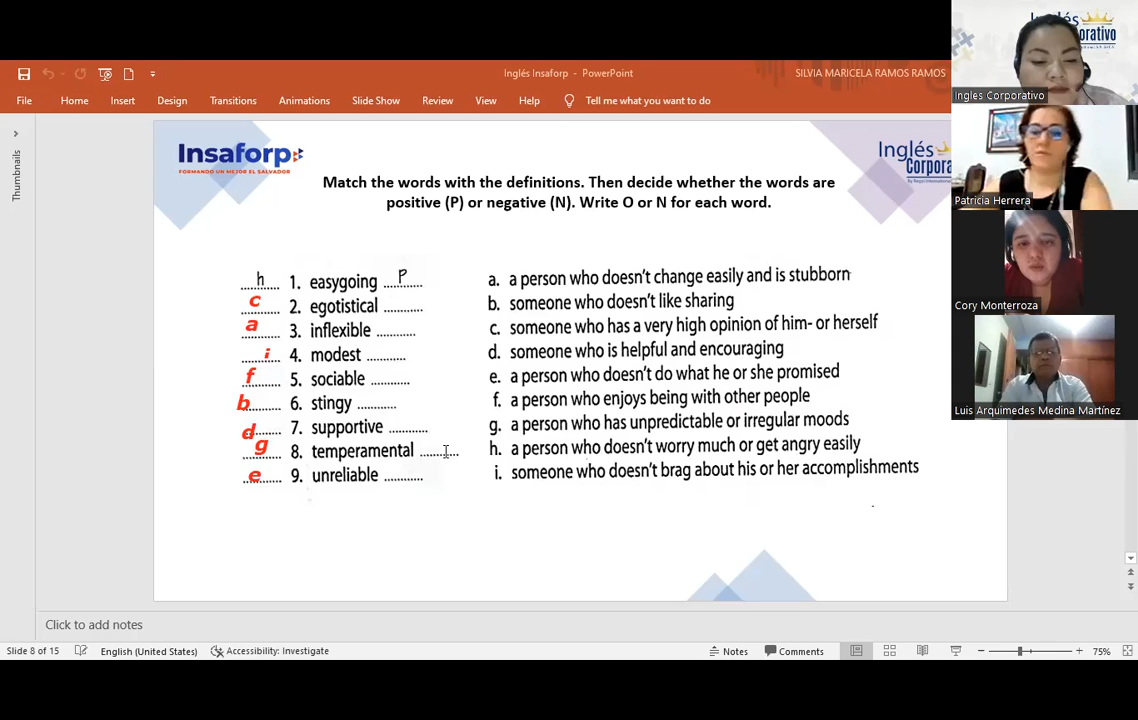 Inglés Insaforp - PowerPoint
SILVIA MARICELA RAMOS RAMOS
File Home Insert Design Transitions Animations Slide Show Review View Help Tell me what you want to do
Thumbnails
Insaforp
FORMANDO UN MEJOR EL SALVADOR
Inglés
Match the words with the definitions. Then decide whether the words are
positive (P) or negative (N). Write O or N for each word.
h 1. easygoing P
c 2. egotistical ............
a 3. inflexible ............
i 4. modest ............
f 5. sociable ............
b 6. stingy ............
d 7. supportive ............
g 8. temperamental ............
e 9. unreliable ............
a. a person who doesn't change easily and is stubborn
b. someone who doesn't like sharing
c. someone who has a very high opinion of him- or herself
d. someone who is helpful and encouraging
e. a person who doesn't do what he or she promised
f. a person who enjoys being with other people
g. a person who has unpredictable or irregular moods
h. a person who doesn't worry much or get angry easily
i. someone who doesn't brag about his or her accomplishments
Click to add notes
Slide 8 of 15 English (United States) Accessibility: Investigate Notes Comments 75%
Ingles Corporativo
Patricia Herrera
Cory Monterroza
Luis Arquimedes Medina Martínez